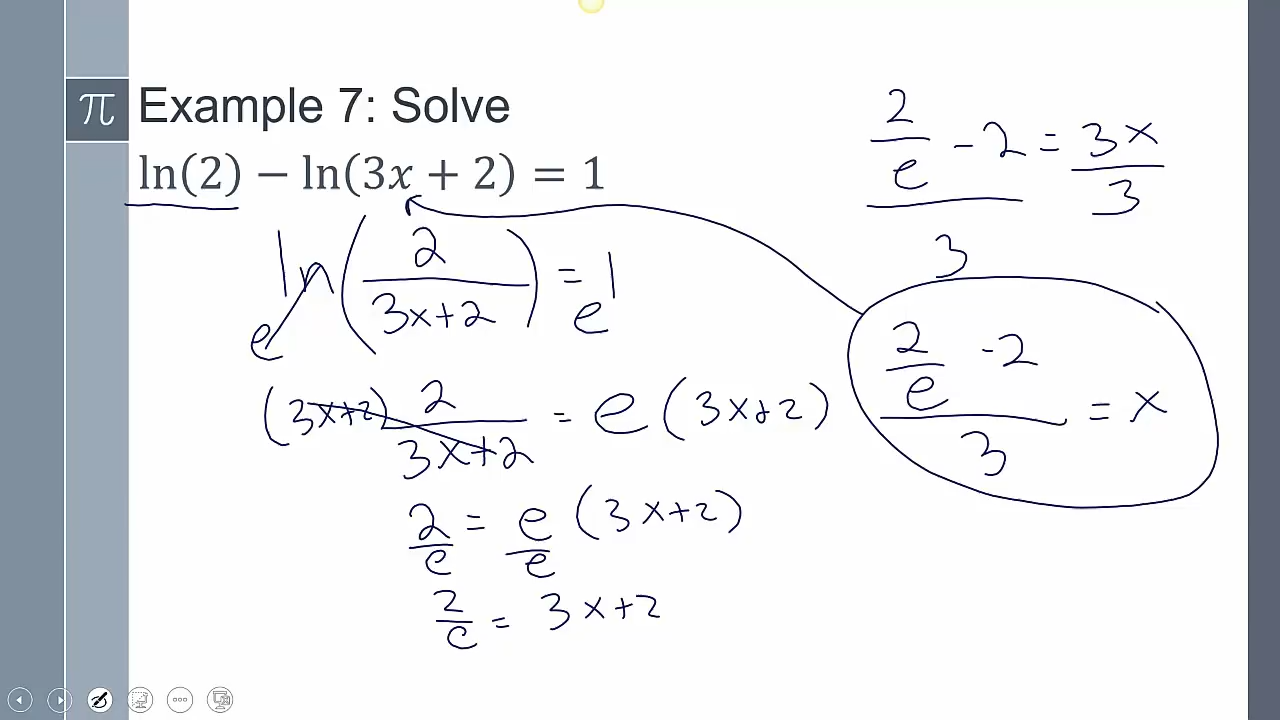 π Example 7: Solve
ln(2) − ln(3x + 2) = 1
ln(2/(3x+2)) = 1
e e
(3x+2) 2/(3x+2) = e (3x+2)
2/e = e/e (3x+2)
2/e = 3x+2
2/e - 2 = 3x
3 3
(2/e - 2)/3 = x